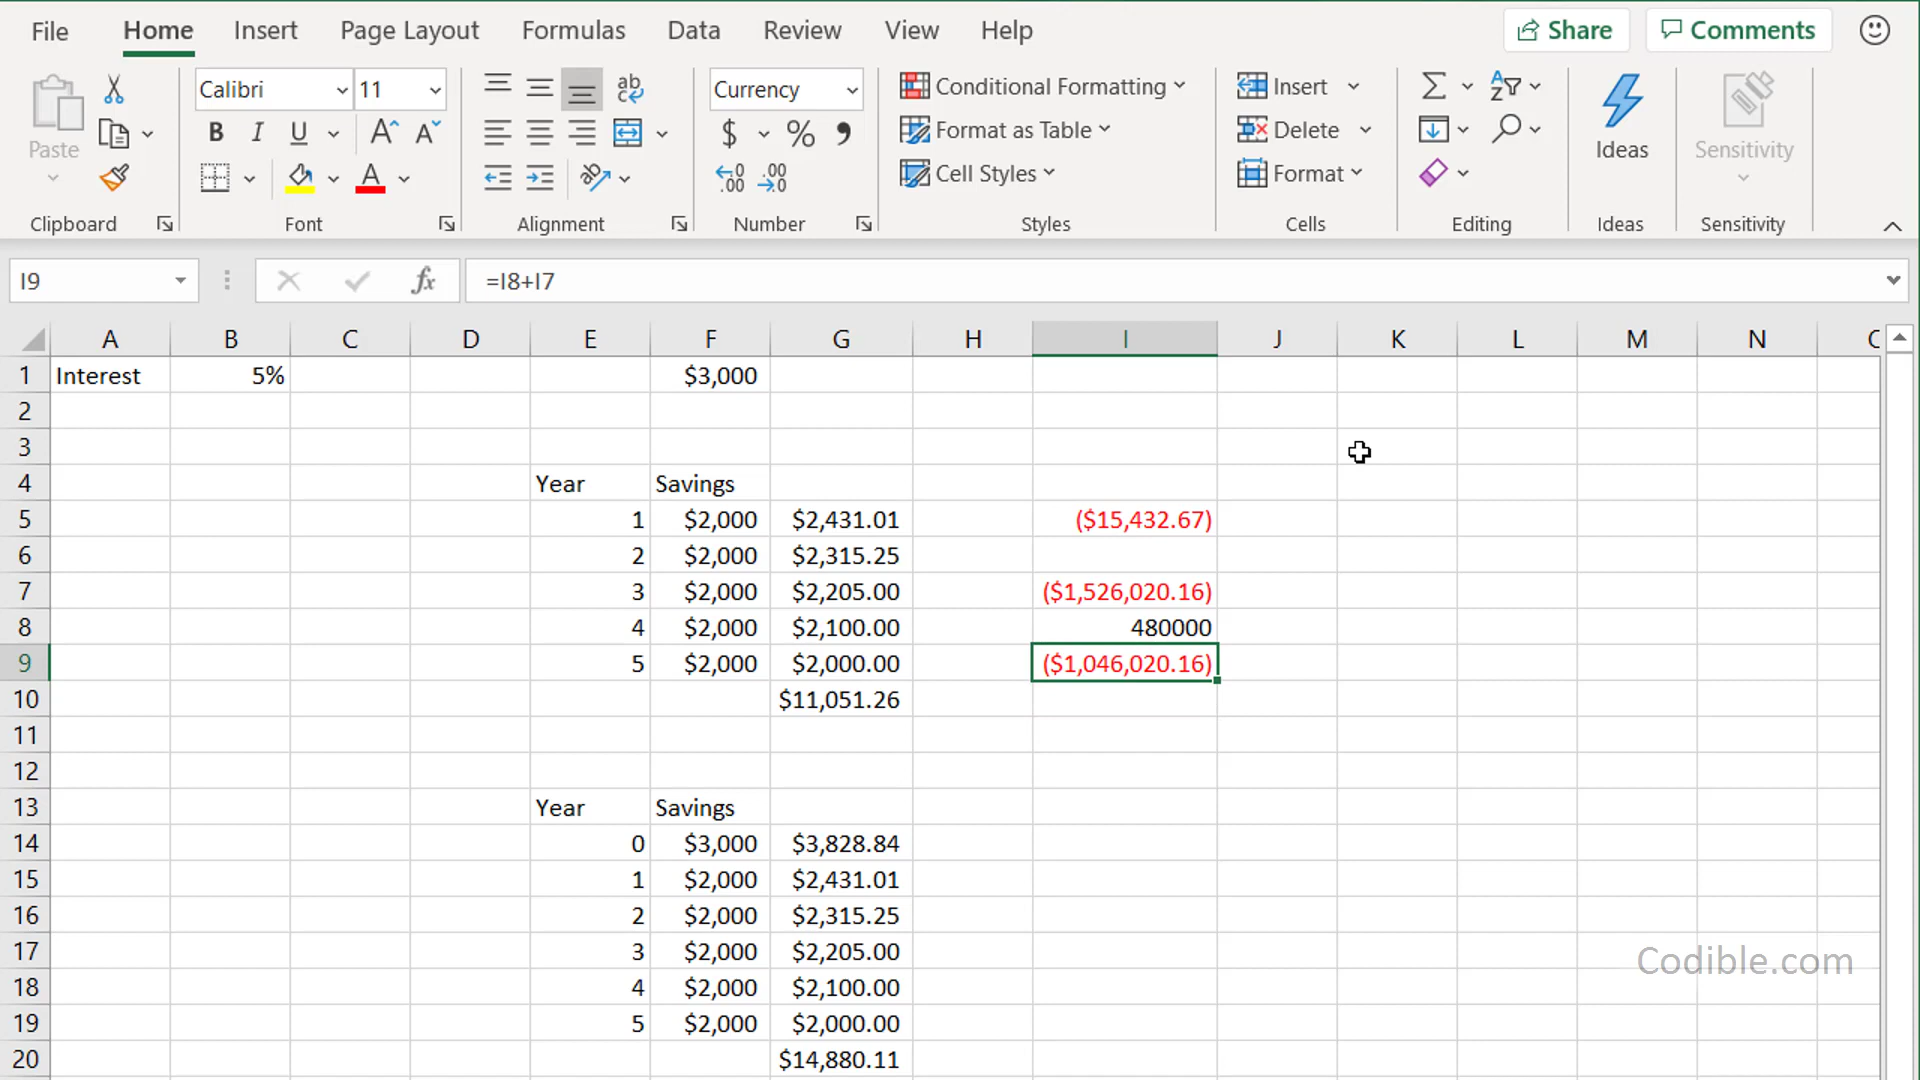 File Home Insert Page Layout Formulas Data Review View Help Share Comments
Calibri 11 ab Currency Conditional Formatting Insert Σ A Z
Paste B I U A A $ % , Format as Table Delete Ideas Sensitivity
A ←0 .00 .00 →0 Cell Styles Format
Clipboard Font Alignment Number Styles Cells Editing Ideas Sensitivity
I9 fx =I8+I7
A B C D E F G H I J K L M N
1 Interest 5% $3,000
2
3
4 Year Savings
5 1 $2,000 $2,431.01 ($15,432.67)
6 2 $2,000 $2,315.25
7 3 $2,000 $2,205.00 ($1,526,020.16)
8 4 $2,000 $2,100.00 480000
9 5 $2,000 $2,000.00 ($1,046,020.16)
10 $11,051.26
11
12
13 Year Savings
14 0 $3,000 $3,828.84
15 1 $2,000 $2,431.01
16 2 $2,000 $2,315.25
17 3 $2,000 $2,205.00
18 4 $2,000 $2,100.00
19 5 $2,000 $2,000.00
20 $14,880.11
Codible.com